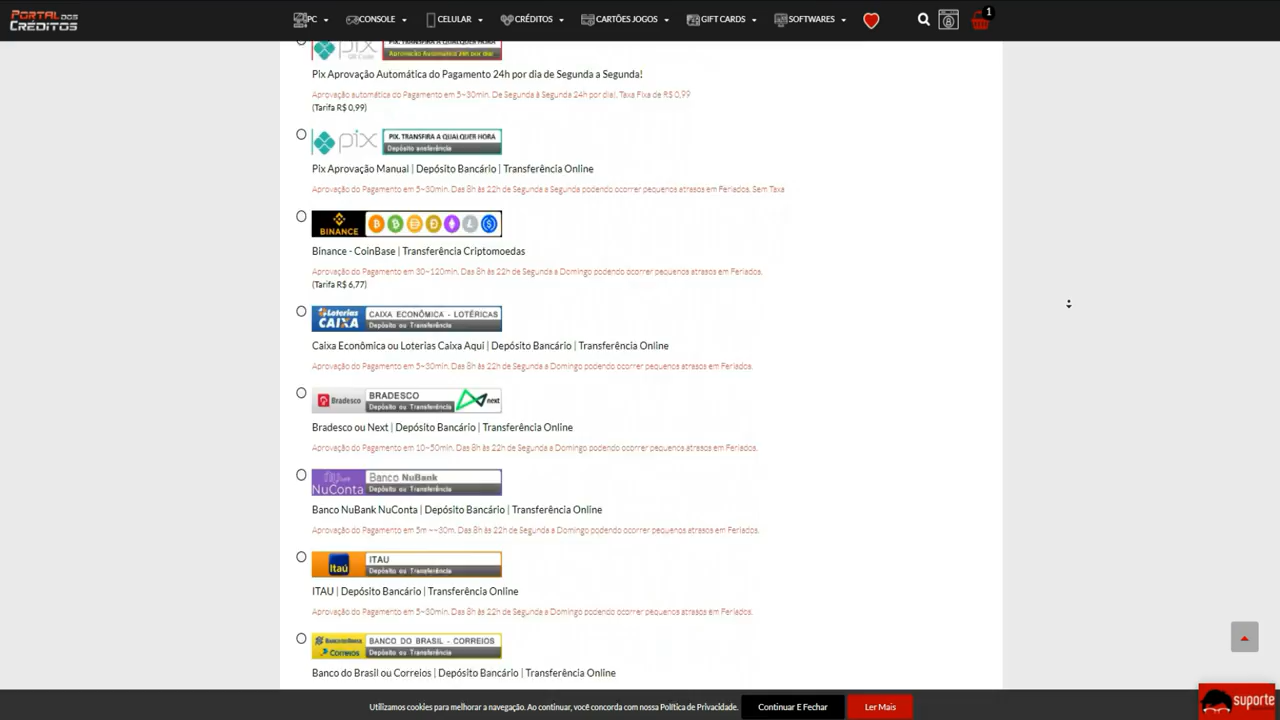 PORTAL DOS CRÉDITOS
PC
CONSOLE
CELULAR
CRÉDITOS
CARTÕES JOGOS
GIFT CARDS
SOFTWARES
1
pix
QR Code
PIX. TRANSFIRA A QUALQUER HORA
Aprovação Automática 24h por dia!
Pix Aprovação Automática do Pagamento 24h por dia de Segunda a Segunda!
Aprovação automática do Pagamento em 5~30min. De Segunda à Segunda 24h por dia!. Taxa Fixa de R$ 0,99
(Tarifa R$ 0,99)
pix
PIX. TRANSFIRA A QUALQUER HORA
Pix Aprovação Manual | Depósito Bancário | Transferência Online
Aprovação do Pagamento em 5~30min. Das 8h às 22h de Segunda a Segunda podendo ocorrer pequenos atrasos em Feriados. Sem Taxa
BINANCE
Binance - CoinBase | Transferência Criptomoedas
Aprovação do Pagamento em 30~120min. Das 8h às 22h de Segunda a Domingo podendo ocorrer pequenos atrasos em Feriados.
(Tarifa R$ 6,77)
Loterias
CAIXA
CAIXA ECONÔMICA - LOTÉRICAS
Depósito ou Transferência
Caixa Econômica ou Loterias Caixa Aqui | Depósito Bancário | Transferência Online
Aprovação do Pagamento em 5~30min. Das 8h às 22h de Segunda a Domingo podendo ocorrer pequenos atrasos em Feriados.
Bradesco
BRADESCO
Depósito ou Transferência
next
Bradesco ou Next | Depósito Bancário | Transferência Online
Aprovação do Pagamento em 10~50min. Das 8h às 22h de Segunda a Domingo podendo ocorrer pequenos atrasos em Feriados.
NuConta
Banco NuBank
Depósito ou Transferência
Banco NuBank NuConta | Depósito Bancário | Transferência Online
Aprovação do Pagamento em 5m ~~30m. Das 8h às 22h de Segunda a Domingo podendo ocorrer pequenos atrasos em Feriados.
Itaú
ITAU
Depósito ou Transferência
ITAU | Depósito Bancário | Transferência Online
Aprovação do Pagamento em 5~30min. Das 8h às 22h de Segunda a Domingo podendo ocorrer pequenos atrasos em Feriados.
Correios
BANCO DO BRASIL - CORREIOS
Depósito ou Transferência
Banco do Brasil ou Correios | Depósito Bancário | Transferência Online
Utilizamos cookies para melhorar a navegação. Ao continuar, você concorda com nossa Política de Privacidade.
Continuar E Fechar
Ler Mais
suporte